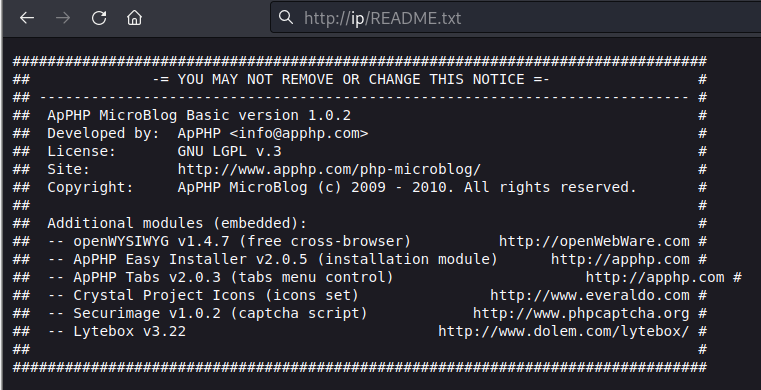 http://ip/README.txt
################################################################################
##              -= YOU MAY NOT REMOVE OR CHANGE THIS NOTICE =-                 #
## --------------------------------------------------------------------------- #
##  ApPHP MicroBlog Basic version 1.0.2                                        #
##  Developed by:  ApPHP <info@apphp.com>                                      #
##  License:       GNU LGPL v.3                                                #
##  Site:          http://www.apphp.com/php-microblog/                         #
##  Copyright:     ApPHP MicroBlog (c) 2009 - 2010. All rights reserved.       #
##                                                                             #
##  Additional modules (embedded):                                             #
##  -- openWYSIWYG v1.4.7 (free cross-browser)          http://openWebWare.com #
##  -- ApPHP Easy Installer v2.0.5 (installation module)      http://apphp.com #
##  -- ApPHP Tabs v2.0.3 (tabs menu control)                      http://apphp.com #
##  -- Crystal Project Icons (icons set)               http://www.everaldo.com #
##  -- Securimage v1.0.2 (captcha script)            http://www.phpcaptcha.org #
##  -- Lytebox v3.22                             http://www.dolem.com/lytebox/ #
##                                                                             #
################################################################################